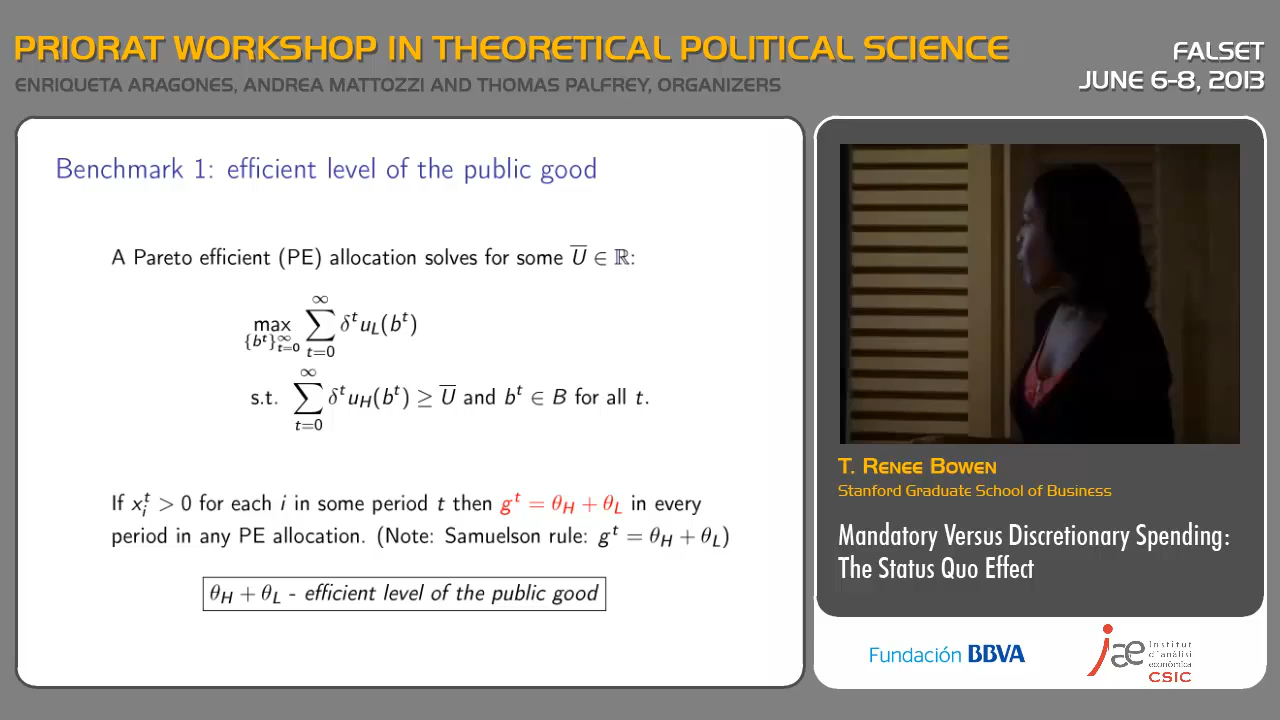 PRIORAT WORKSHOP IN THEORETICAL POLITICAL SCIENCE
ENRIQUETA ARAGONES, ANDREA MATTOZZI AND THOMAS PALFREY, ORGANIZERS
FALSET
JUNE 6-8, 2013
Benchmark 1: efficient level of the public good
A Pareto efficient (PE) allocation solves for some U̅ ∈ ℝ:
max_{{b^t}_{t=0}^∞} ∑_{t=0}^∞ δ^t u_L(b^t)
s.t. ∑_{t=0}^∞ δ^t u_H(b^t) ≥ U̅ and b^t ∈ B for all t.
If x_i^t > 0 for each i in some period t then g^t = θ_H + θ_L in every
period in any PE allocation. (Note: Samuelson rule: g^t = θ_H + θ_L)
θ_H + θ_L - efficient level of the public good
T. RENEE BOWEN
Stanford Graduate School of Business
Mandatory Versus Discretionary Spending:
The Status Quo Effect
Fundación BBVA
iae Institut
d'anàlisi
econòmica
CSIC